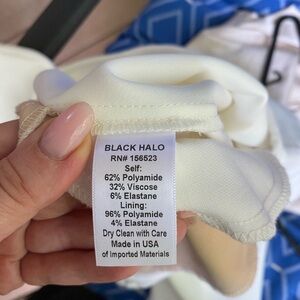 BLACK HALO
RN# 156523
Self:
62% Polyamide
32% Viscose
6% Elastane
Lining:
96% Polyamide
4% Elastane
Dry Clean with Care
Made in USA
of Imported Materials